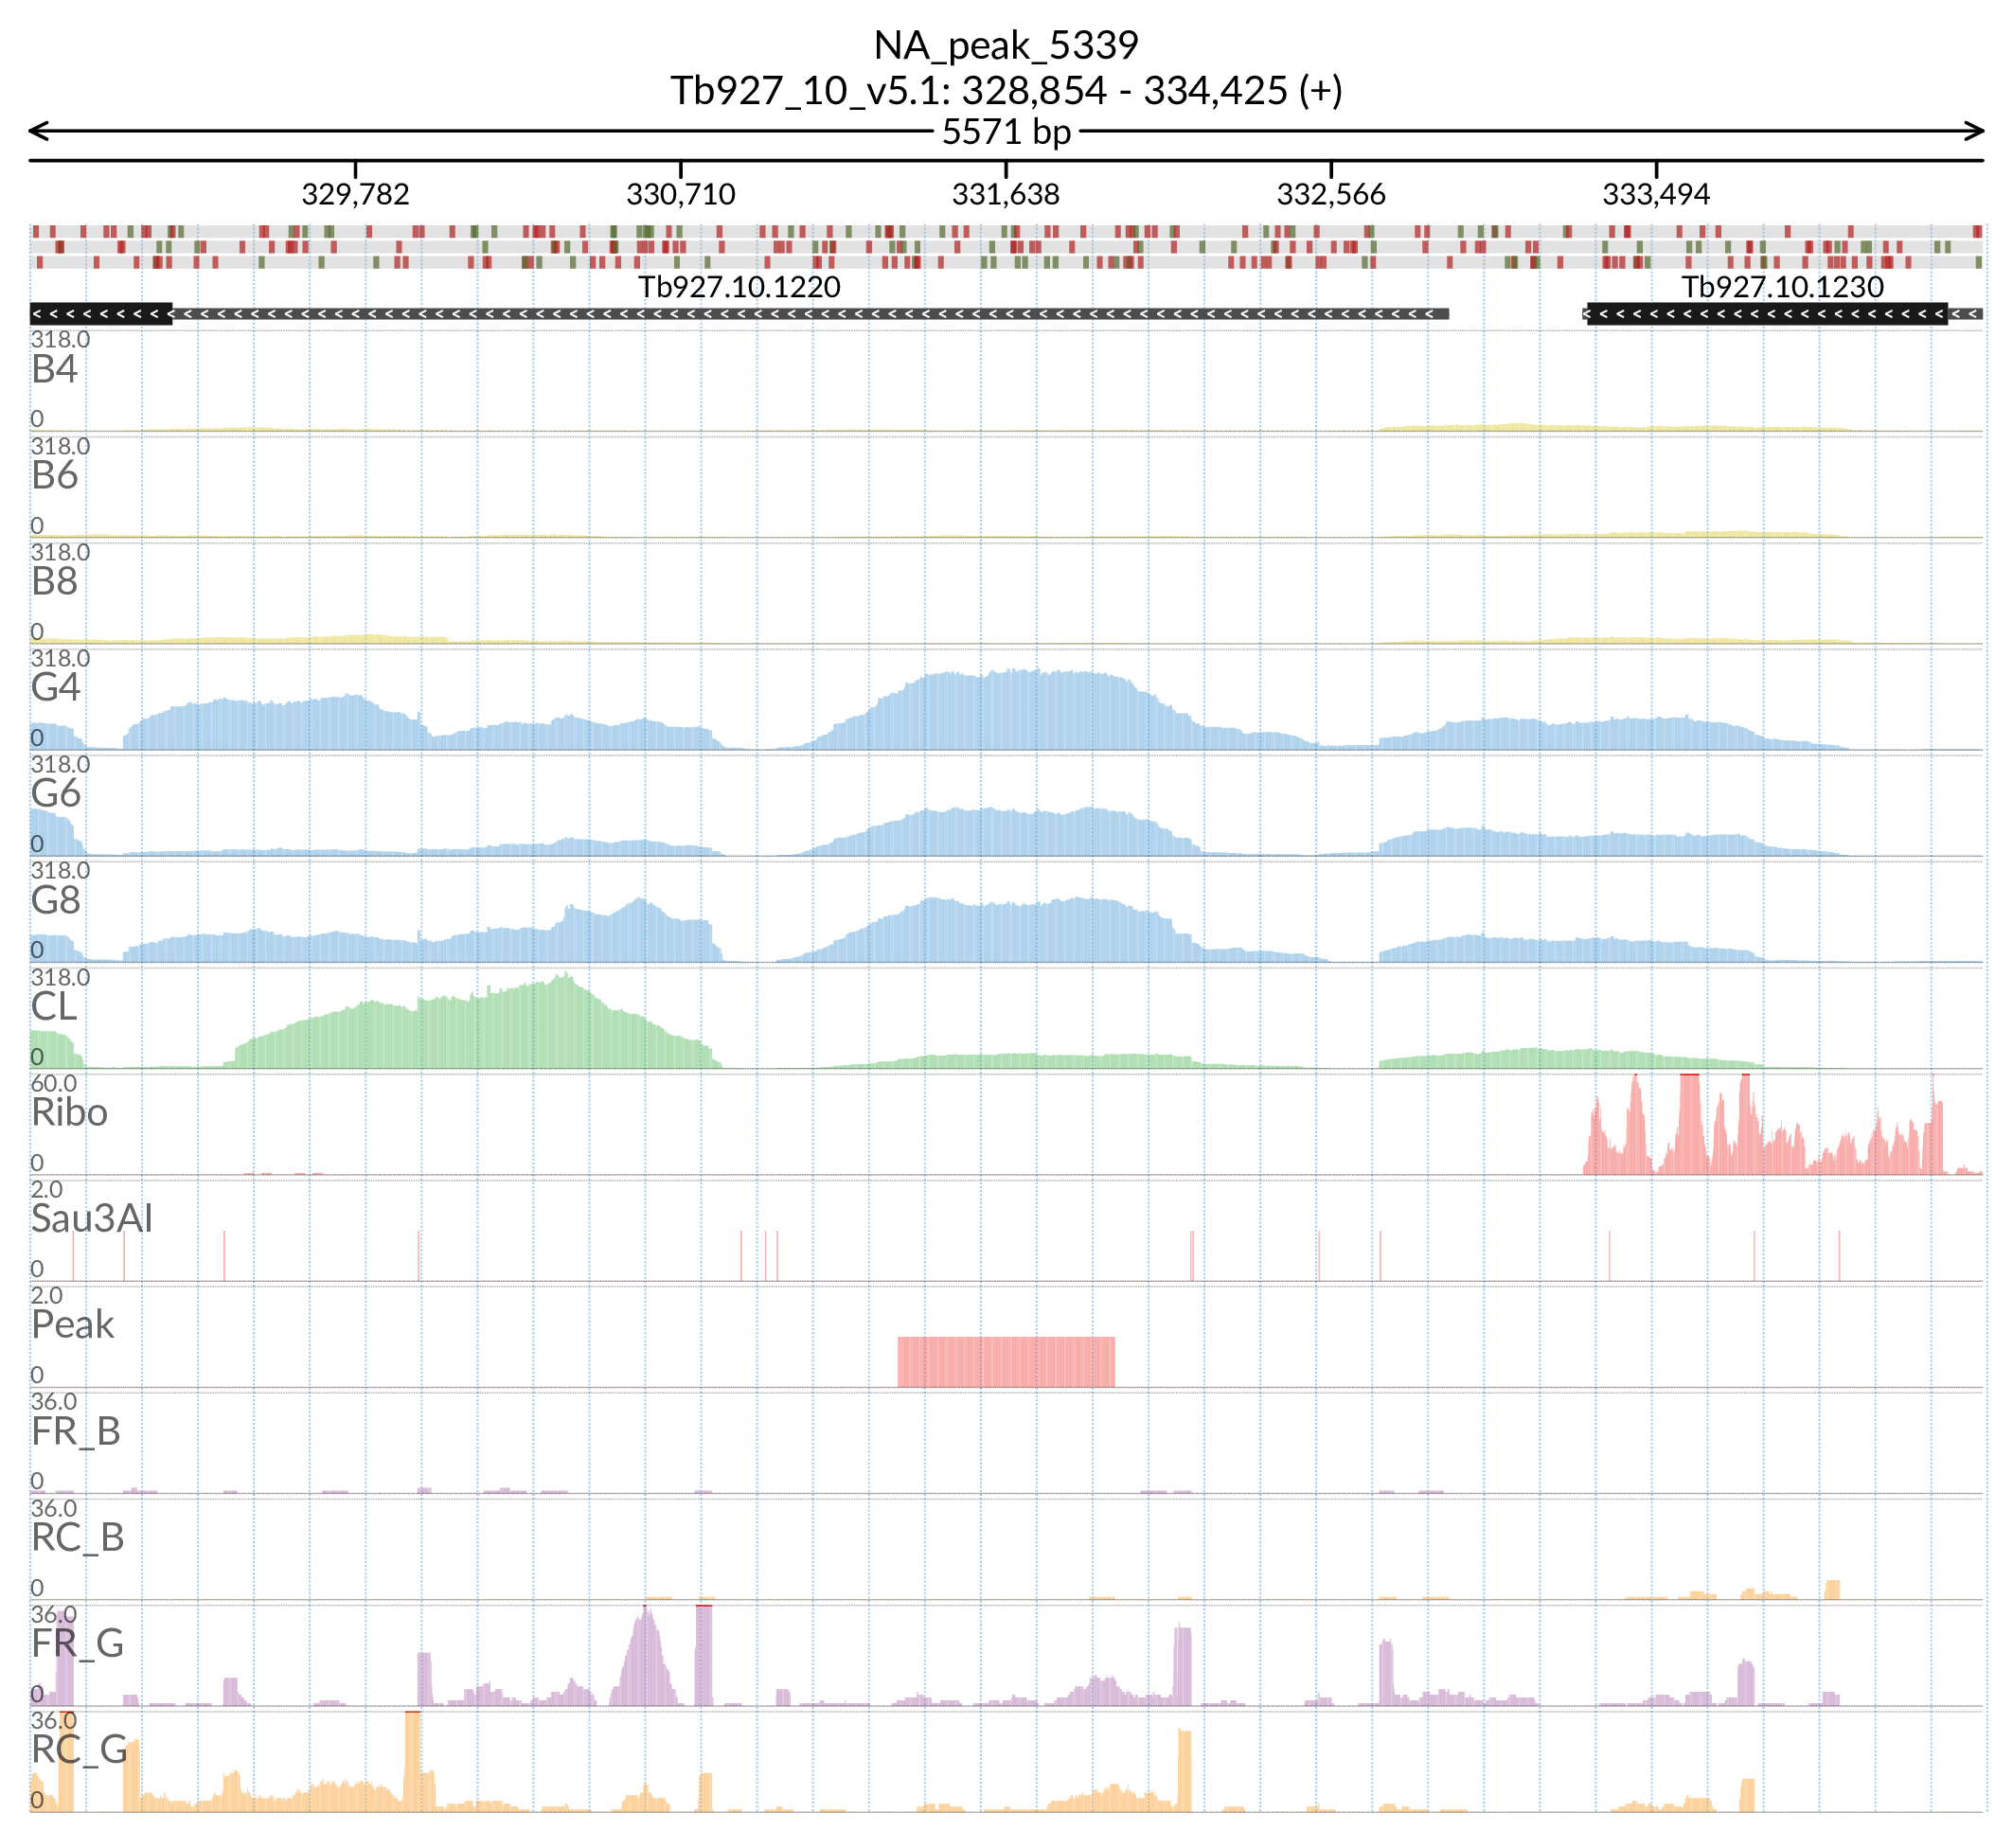 NA_peak_5339
Tb927_10_v5.1: 328,854 - 334,425 (+)
5571 bp
329,782 330,710 331,638 332,566 333,494
Tb927.10.1220 Tb927.10.1230
318.0
B4
0
318.0
B6
0
318.0
B8
0
318.0
G4
0
318.0
G6
0
318.0
G8
0
318.0
CL
0
60.0
Ribo
0
2.0
Sau3AI
0
2.0
Peak
0
36.0
FR_B
0
36.0
RC_B
0
36.0
FR_G
0
36.0
RC_G
0